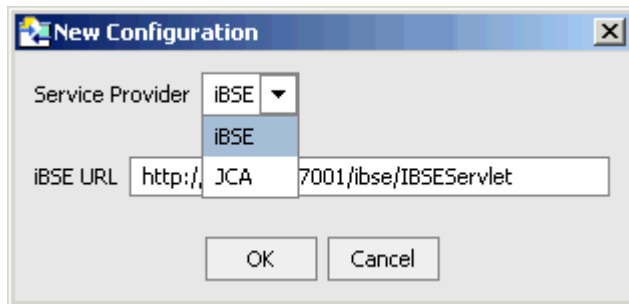 New Configuration
Service Provider iBSE
iBSE
JCA
iBSE URL http:/ 7001/ibse/IBSEServlet
OK Cancel